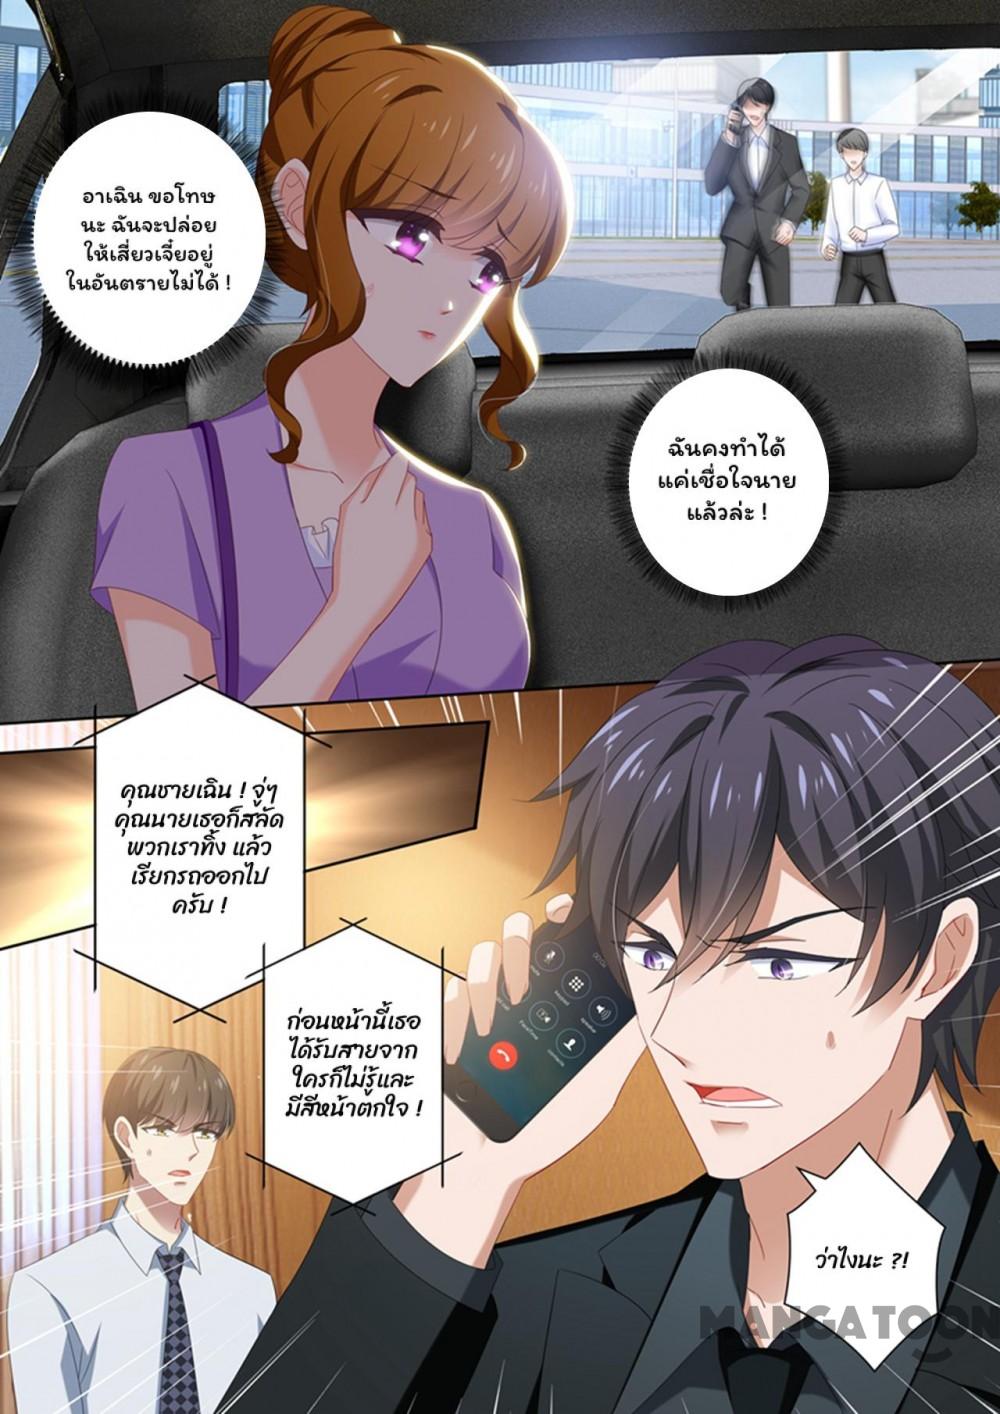 อาเฉิน ขอโทษ
นะ ฉันจะปล่อย
ให้เสี่ยวเจี๋ยอยู่
ในอันตรายไม่ได้ !
ฉันคงทำได้
แค่เชื่อใจนาย
แล้วล่ะ !
คุณชายเฉิน ! จู่ๆ
คุณนายเธอก็สลัด
พวกเราทิ้ง แล้ว
เรียกรถออกไป
ครับ !
ก่อนหน้านี้เธอ
ได้รับสายจาก
ใครก็ไม่รู้และ
มีสีหน้าตกใจ !
mute
keypad
speaker
FaceTime
contacts
ว่าไงนะ ?!
MANGATOON